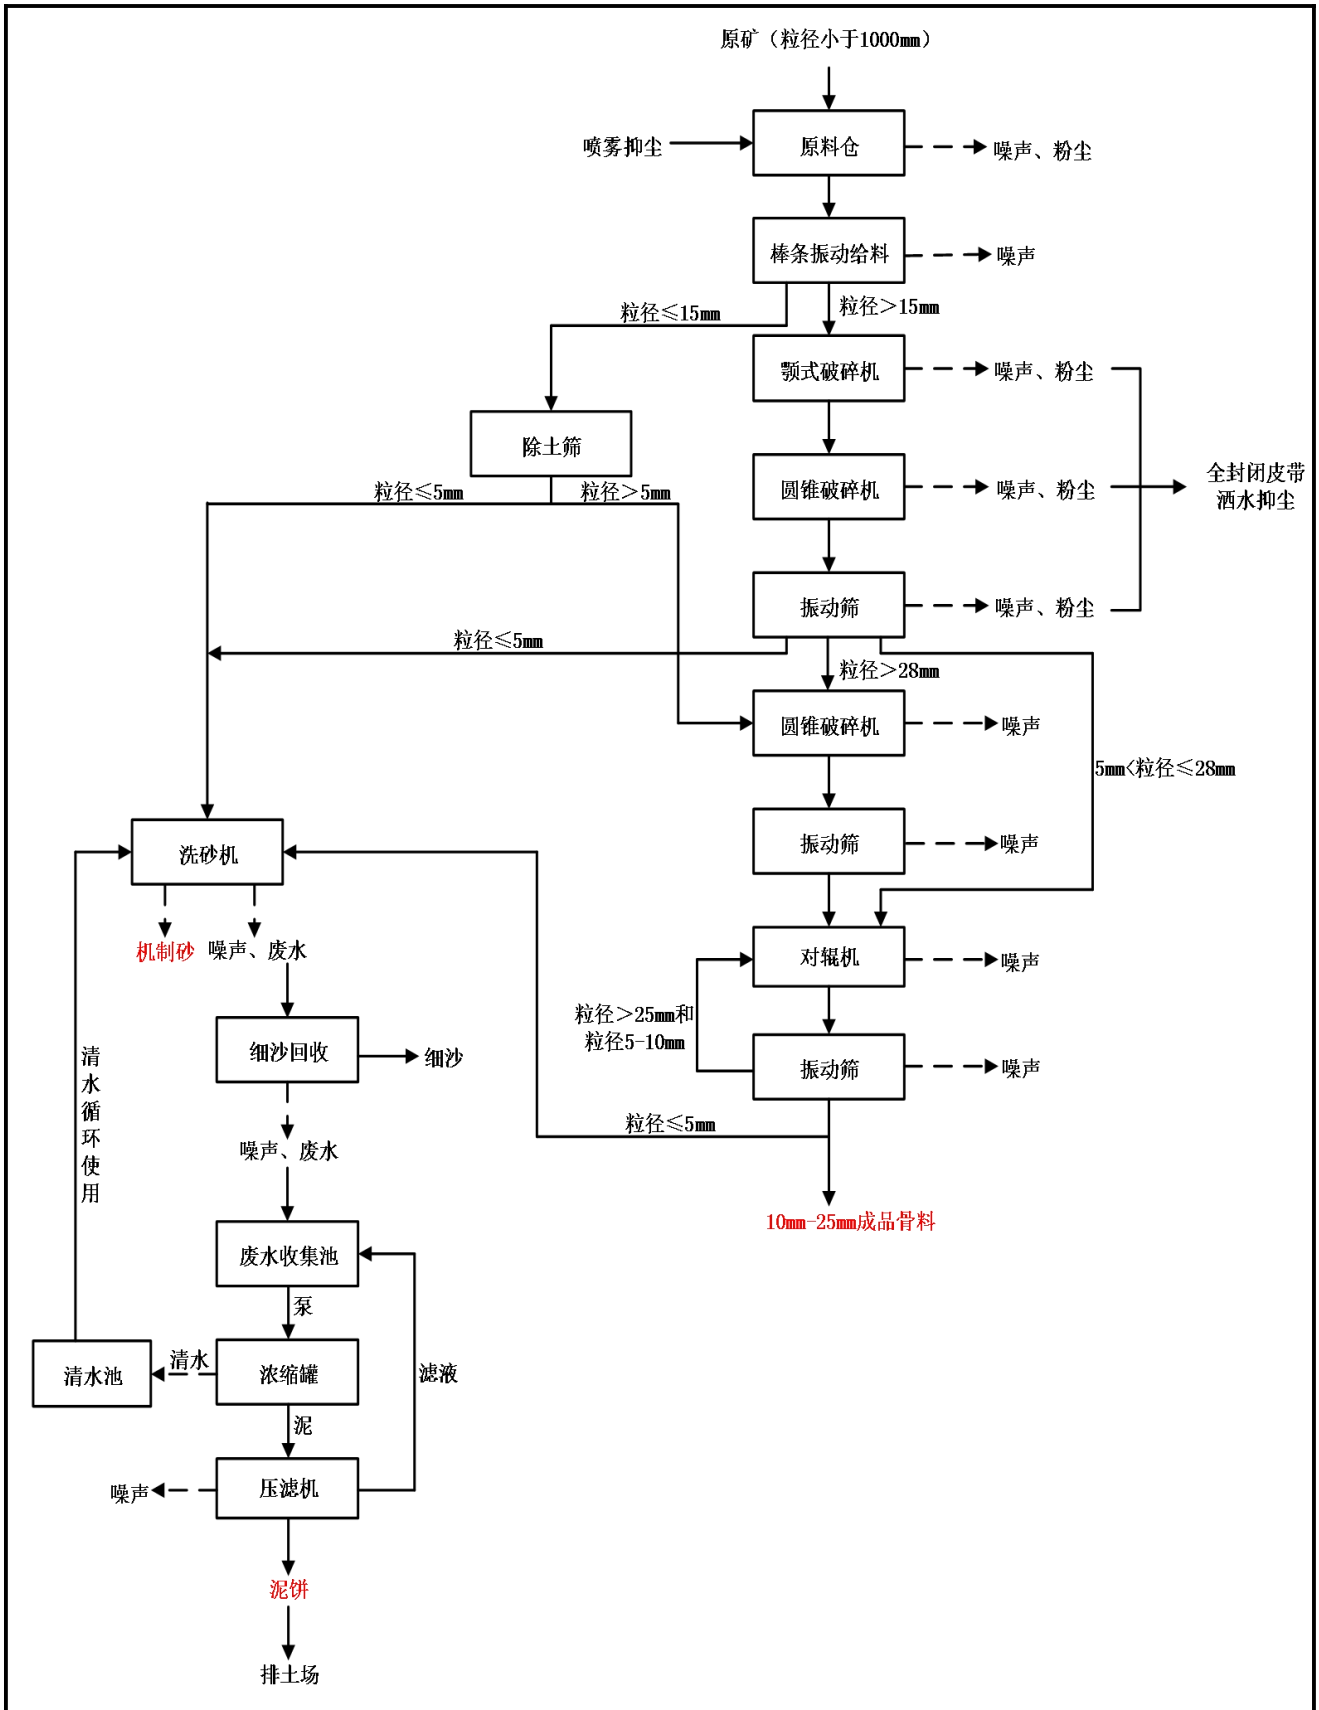 原矿（粒径小于1000mm）
喷雾抑尘
原料仓
噪声、粉尘
棒条振动给料
噪声
粒径≤15mm
粒径>15mm
颚式破碎机
噪声、粉尘
除土筛
粒径≤5mm
粒径>5mm
圆锥破碎机
噪声、粉尘
全封闭皮带
洒水抑尘
振动筛
噪声、粉尘
粒径≤5mm
粒径>28mm
圆锥破碎机
噪声
5mm<粒径≤28mm
振动筛
噪声
洗砂机
机制砂
噪声、废水
对辊机
噪声
粒径>25mm和
粒径5-10mm
细沙回收
细沙
振动筛
噪声
清水循环使用
粒径≤5mm
噪声、废水
10mm-25mm成品骨料
废水收集池
泵
清水池
清水
浓缩罐
滤液
泥
噪声
压滤机
泥饼
排土场